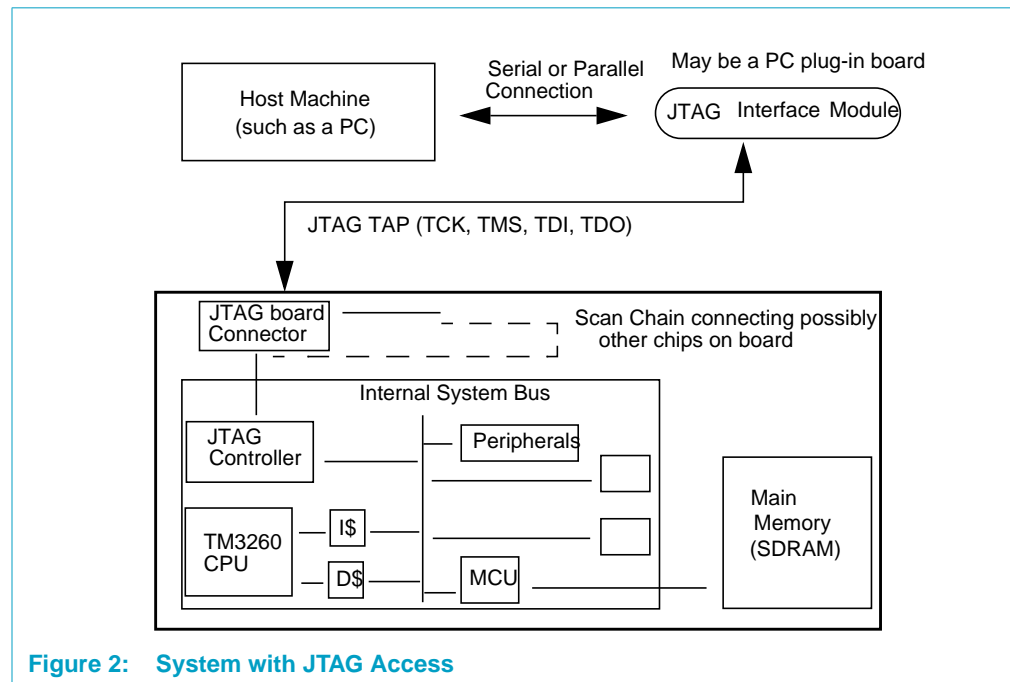 Host Machine
(such as a PC)
Serial or Parallel
Connection
May be a PC plug-in board
JTAG Interface Module
JTAG TAP (TCK, TMS, TDI, TDO)
JTAG board
Connector
Scan Chain connecting possibly
other chips on board
Internal System Bus
JTAG
Controller
Peripherals
TM3260
CPU
I$
D$
MCU
Main
Memory
(SDRAM)
Figure 2: System with JTAG Access